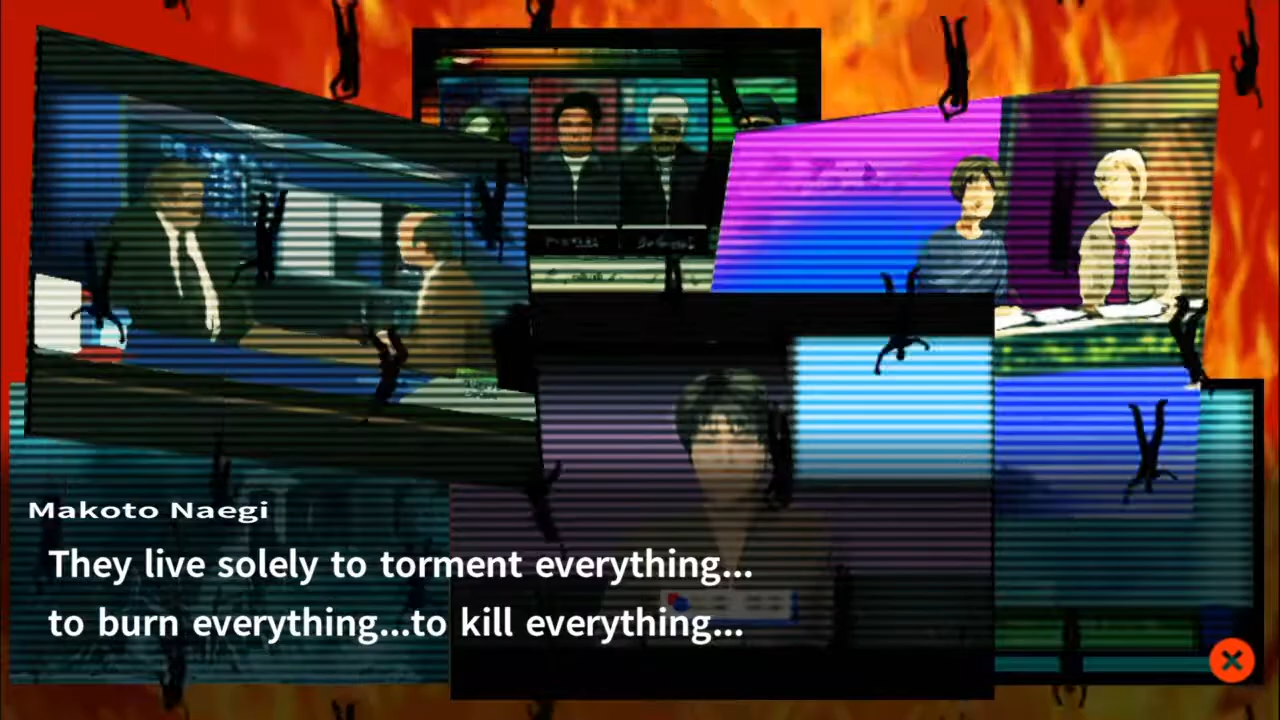 Makoto Naegi
They live solely to torment everything...
to burn everything...to kill everything...